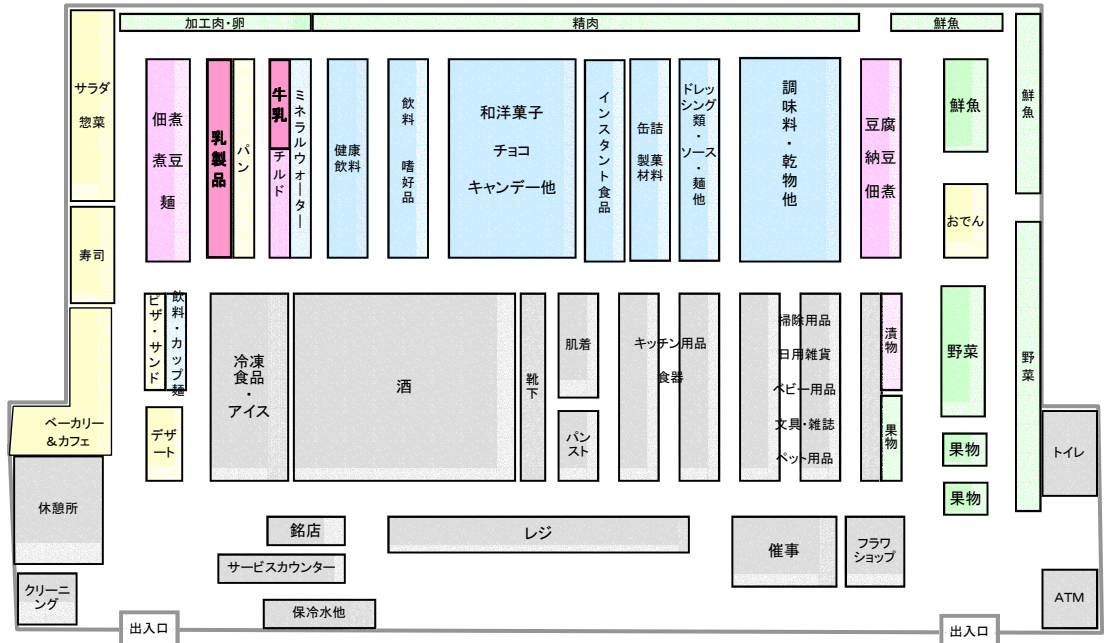 加工肉・卵
精肉
鮮魚
サラダ
惣菜
寿司
ベーカリー
&カフェ
休憩所
クリーニ
ング
佃煮
煮豆
麺
乳製品
パン
牛乳
チルド
ミネラルウォーター
健康
飲料
飲料
嗜好品
和洋菓子
チョコ
キャンデー他
インスタント食品
缶詰
製菓
材料
ドレッ
シング類
・
ソース
・
麺他
調味料・乾物他
豆腐
納豆
佃煮
鮮魚
おでん
鮮魚
野菜
ピザ・サンド
飲料・カップ麺
デザ
ート
冷凍
食品
・
アイス
酒
靴下
肌着
パン
スト
キッチン用品
食器
掃除用品
日用雑貨
ベビー用品
文具・雑誌
ペット用品
漬物
果物
野菜
果物
果物
トイレ
銘店
サービスカウンター
保冷水他
レジ
催事
フラワ
ショップ
ATM
出入口
出入口